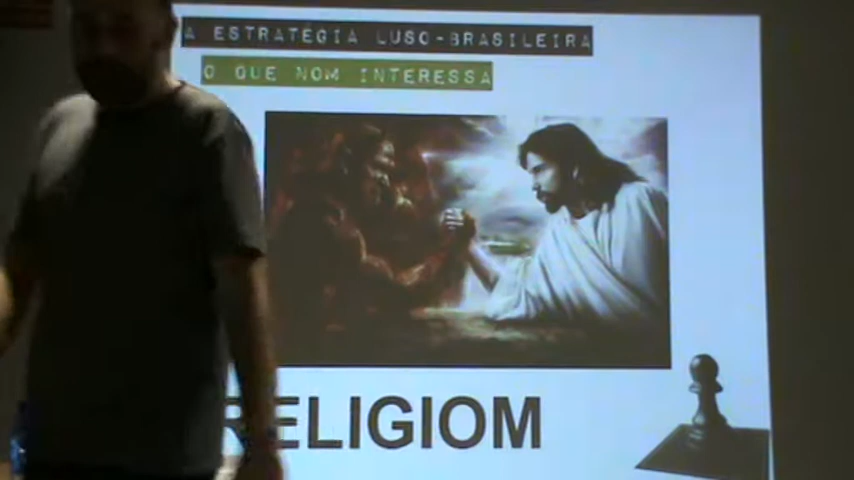 A ESTRATÉGIA LUSO-BRASILEIRA
O QUE NOM INTERESSA
RELIGIOM